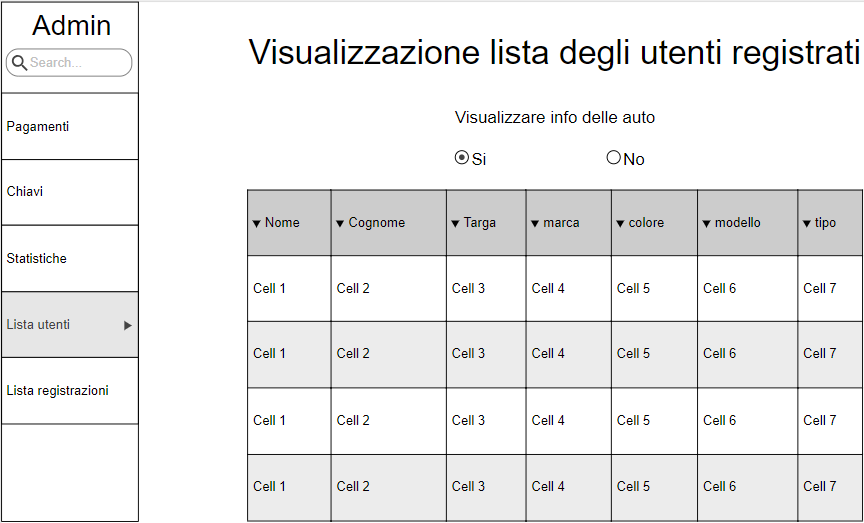 Admin
Search...
Pagamenti
Chiavi
Statistiche
Lista utenti
Lista registrazioni
Visualizzazione lista degli utenti registrati
Visualizzare info delle auto
Si No
Nome Cognome Targa marca colore modello tipo
Cell 1 Cell 2 Cell 3 Cell 4 Cell 5 Cell 6 Cell 7
Cell 1 Cell 2 Cell 3 Cell 4 Cell 5 Cell 6 Cell 7
Cell 1 Cell 2 Cell 3 Cell 4 Cell 5 Cell 6 Cell 7
Cell 1 Cell 2 Cell 3 Cell 4 Cell 5 Cell 6 Cell 7